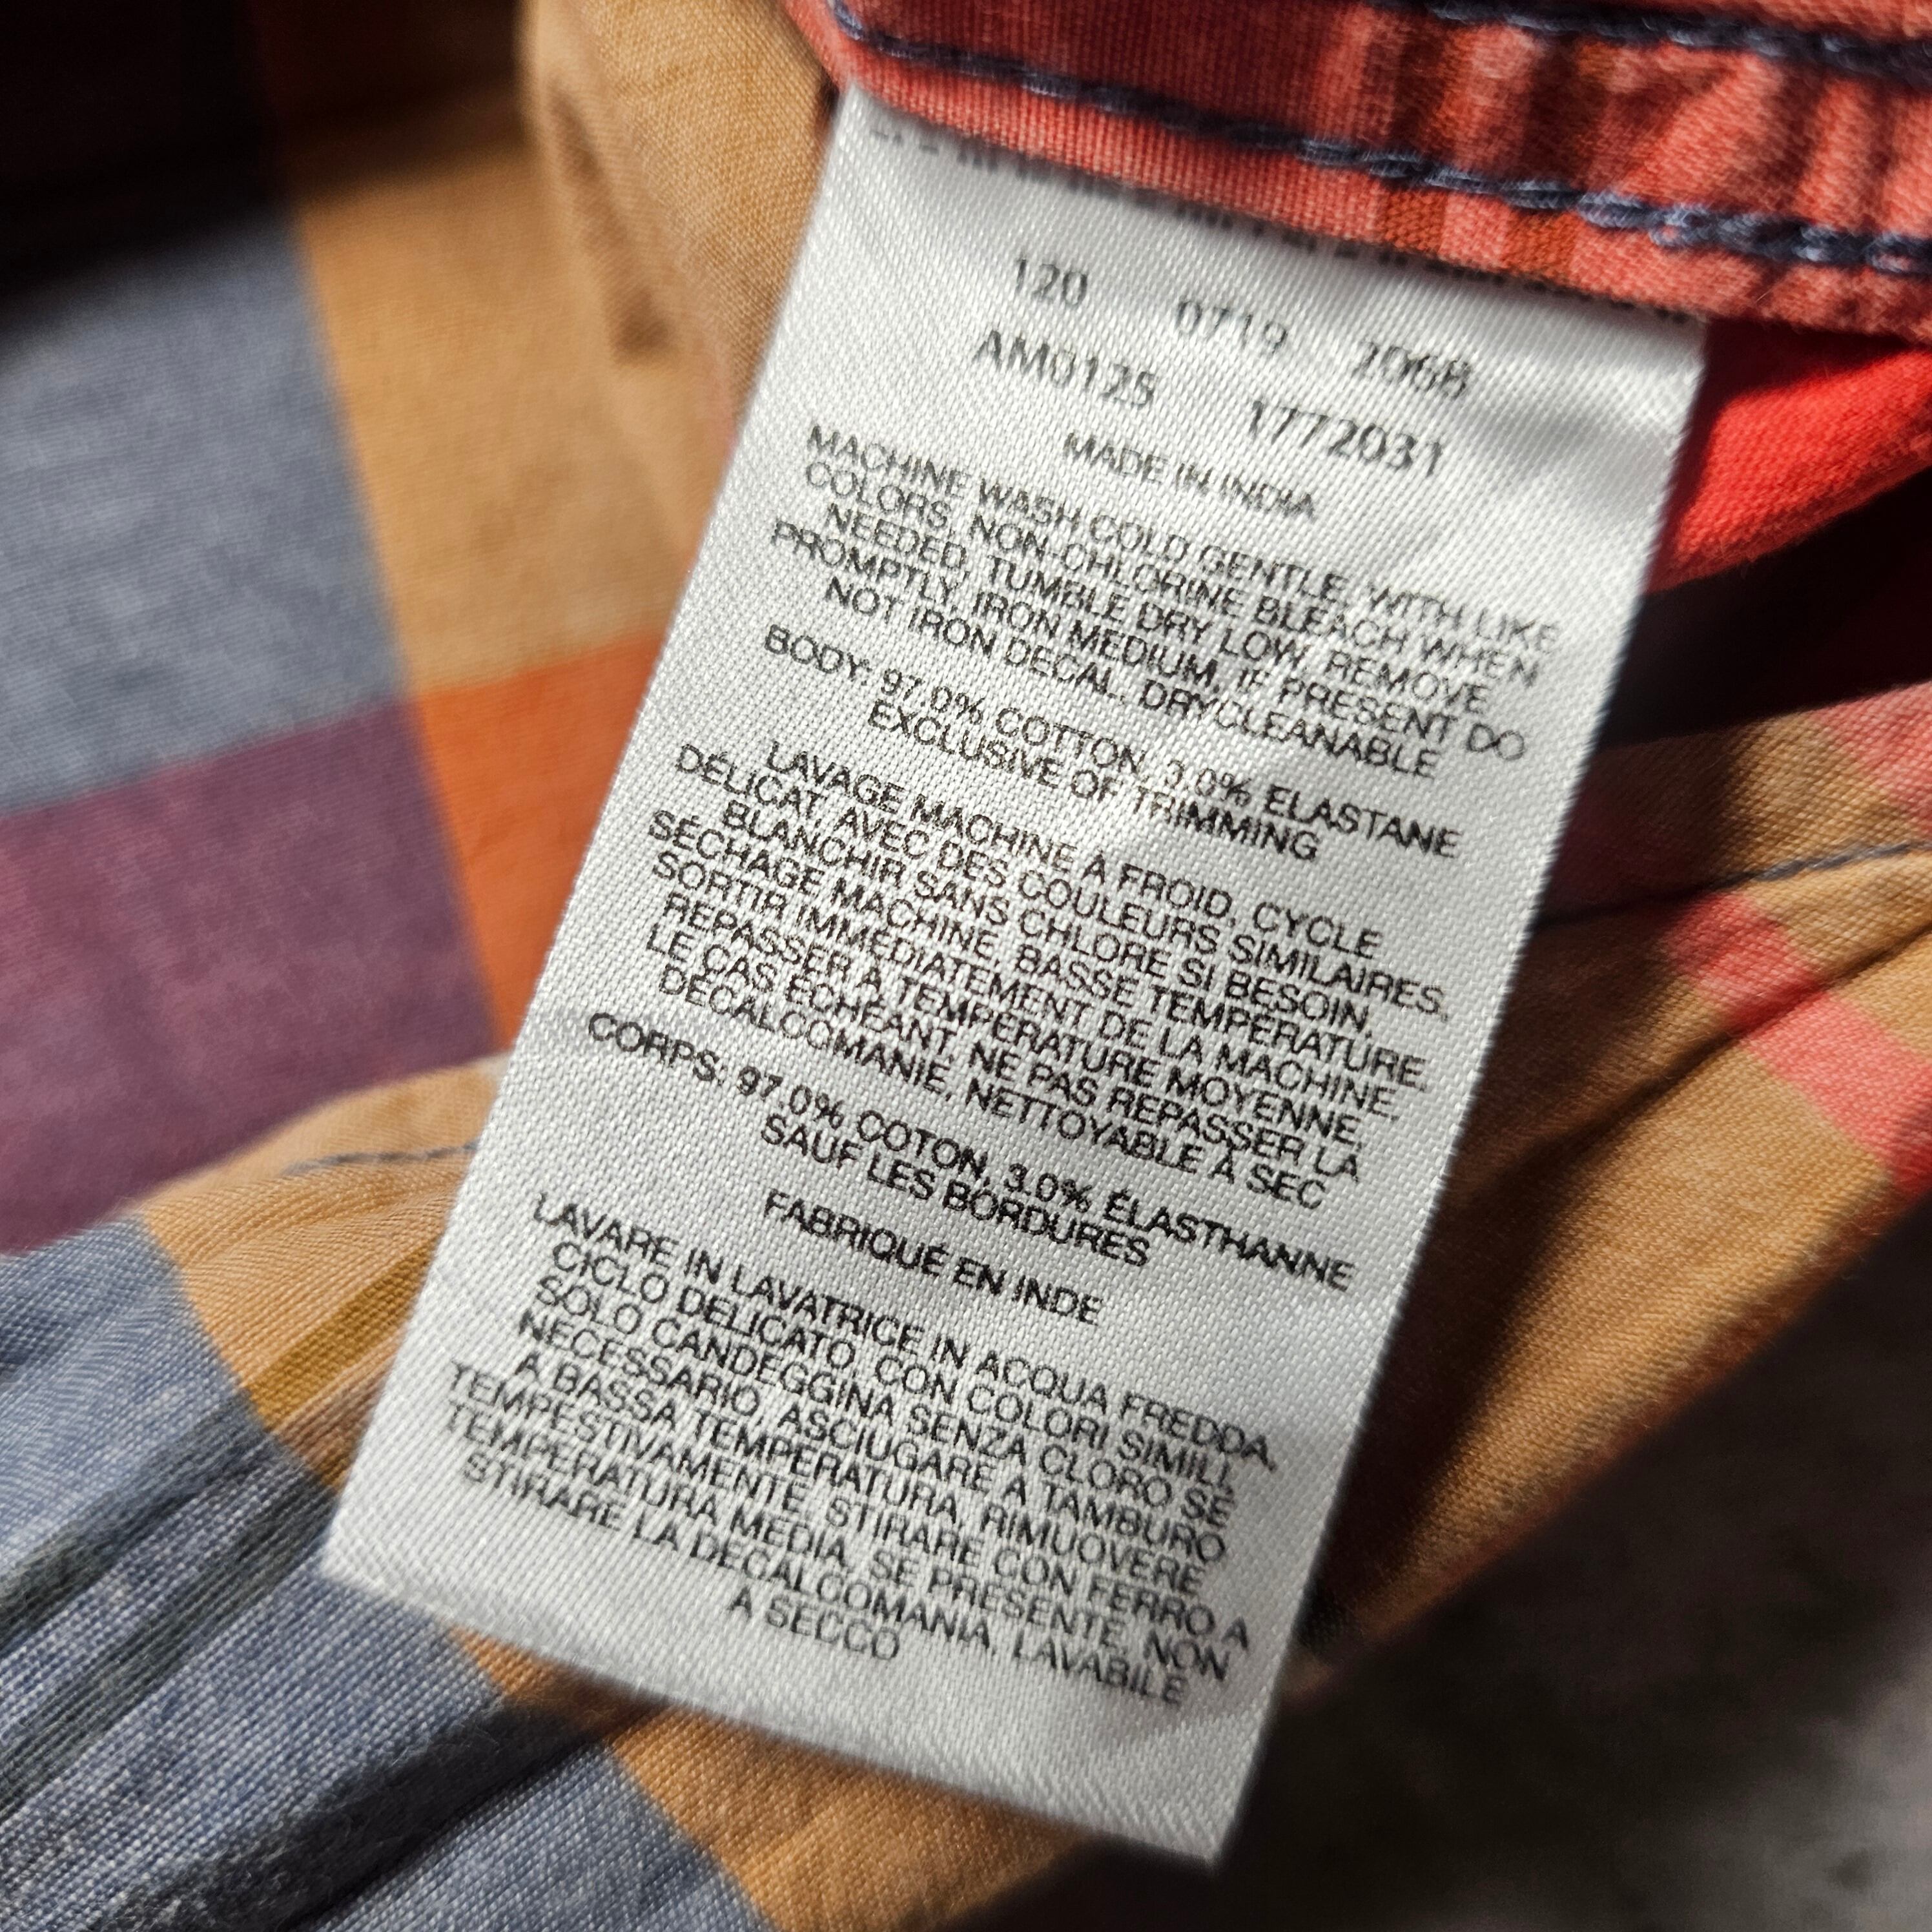 120 0719 2068
AM0125 1772031
MADE IN INDIA
MACHINE WASH COLD GENTLE, WITH LIKE
COLORS, NON-CHLORINE BLEACH WHEN
NEEDED, TUMBLE DRY LOW, REMOVE
PROMPTLY, IRON MEDIUM, IF PRESENT DO
NOT IRON DECAL. DRYCLEANABLE
BODY: 97.0% COTTON, 3.0% ELASTANE
EXCLUSIVE OF TRIMMING
LAVAGE MACHINE À FROID, CYCLE
DÉLICAT, AVEC DES COULEURS SIMILAIRES.
BLANCHIR SANS CHLORE SI BESOIN,
SÉCHAGE MACHINE, BASSE TEMPÉRATURE.
SORTIR IMMÉDIATEMENT DE LA MACHINE,
REPASSER À TEMPÉRATURE MOYENNE,
LE CAS ÉCHÉANT, NE PAS REPASSER LA
DÉCALCOMANIE, NETTOYABLE À SEC
CORPS: 97.0% COTON, 3.0% ÉLASTHANNE
SAUF LES BORDURES
FABRIQUÉ EN INDE
LAVARE IN LAVATRICE IN ACQUA FREDDA,
CICLO DELICATO, CON COLORI SIMILI,
SOLO CANDEGGINA SENZA CLORO SE
NECESSARIO, ASCIUGARE A TAMBURO
A BASSA TEMPERATURA, RIMUOVERE
TEMPESTIVAMENTE, STIRARE CON FERRO A
TEMPERATURA MEDIA, SE PRESENTE, NON
STIRARE LA DECALCOMANIA, LAVABILE
A SECCO